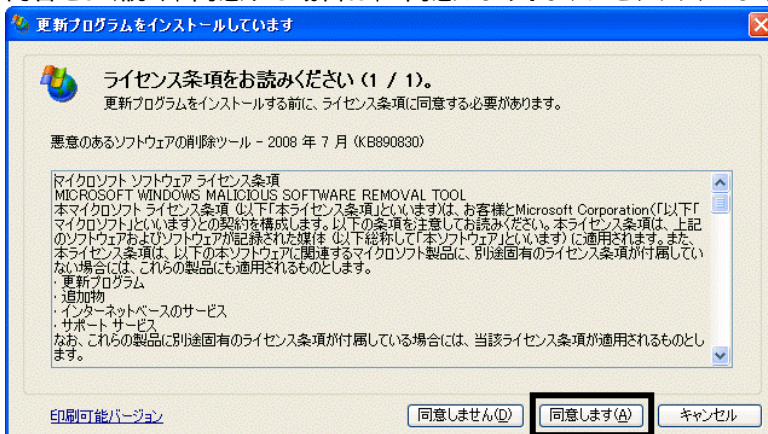 更新プログラムをインストールしています
ライセンス条項をお読みください (1 / 1)。
更新プログラムをインストールする前に、ライセンス条項に同意する必要があります。
悪意のあるソフトウェアの削除ツール - 2008 年 7 月 (KB890830)
マイクロソフト ソフトウェア ライセンス条項
MICROSOFT WINDOWS MALICIOUS SOFTWARE REMOVAL TOOL
本マイクロソフト ライセンス条項 (以下「本ライセンス条項」といいます) は、お客様とMicrosoft Corporation(「以下「
マイクロソフト」といいます)との契約を構成します。以下の条項を注意してお読みください。本ライセンス条項は、上記
のソフトウェアおよびソフトウェアが記録された媒体 (以下総称して「本ソフトウェア」といいます) に適用されます。また、
本ライセンス条項は、以下の本ソフトウェアに関連するマイクロソフト製品に、別途固有のライセンス条項が付属してい
ない場合には、これらの製品にも適用されるものとします。
・更新プログラム
・追加物
・インターネットベースのサービス
・サポート サービス
なお、これらの製品に別途固有のライセンス条項が付属している場合には、当該ライセンス条項が適用されるものとし
ます。
印刷可能バージョン
同意しません(D)
同意します(A)
キャンセル